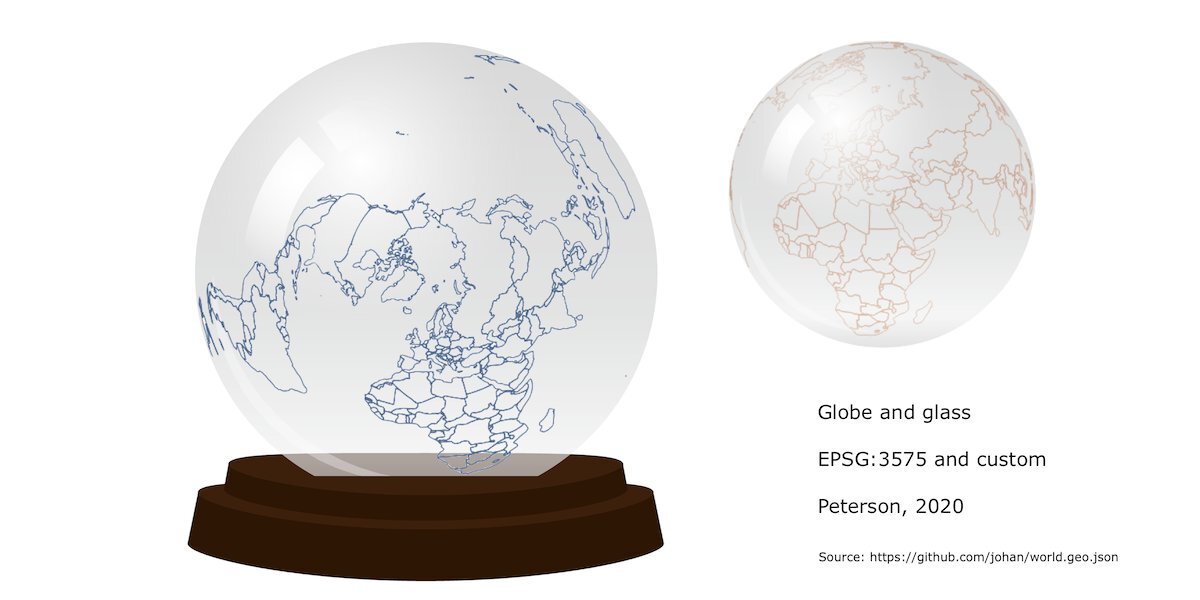 Globe and glass
EPSG:3575 and custom
Peterson, 2020
Source: https://github.com/johan/world.geo.json